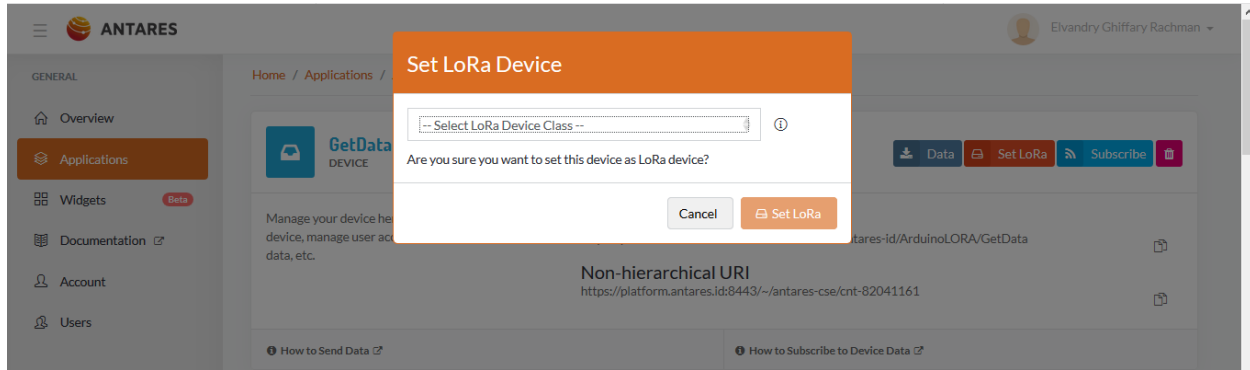 ANTARES
Elvandry Ghiffary Rachman
GENERAL
Overview
Applications
Widgets Beta
Documentation
Account
Users
Home / Applications /
GetData
DEVICE
Data Set LoRa Subscribe
Manage your device her
device, manage user acc
data, etc.
tares-id/ArduinoLORA/GetData
Non-hierarchical URI
https://platform.antares.id:8443/~/antares-cse/cnt-82041161
How to Send Data
How to Subscribe to Device Data
Set LoRa Device
-- Select LoRa Device Class --
Are you sure you want to set this device as LoRa device?
Cancel Set LoRa